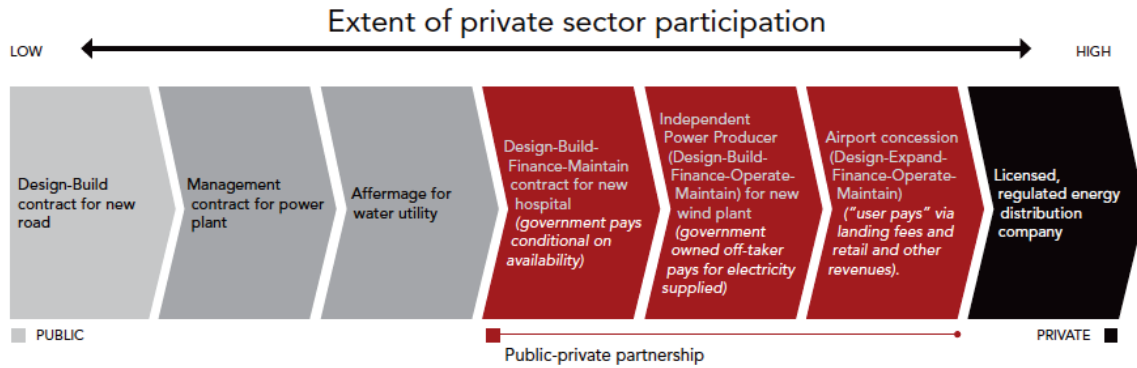 Extent of private sector participation
LOW
HIGH
Design-Build
contract for new
road
Management
contract for power
plant
Affermage for
water utility
Design-Build-
Finance-Maintain
contract for new
hospital
(government pays
conditional on
availability)
Independent
Power Producer
(Design-Build-
Finance-Operate-
Maintain) for new
wind plant
(government
owned off-taker
pays for electricity
supplied)
Airport concession
(Design-Expand-
Finance-Operate-
Maintain)
("user pays" via
landing fees and
retail and other
revenues).
Licensed,
regulated energy
distribution
company
PUBLIC
Public-private partnership
PRIVATE